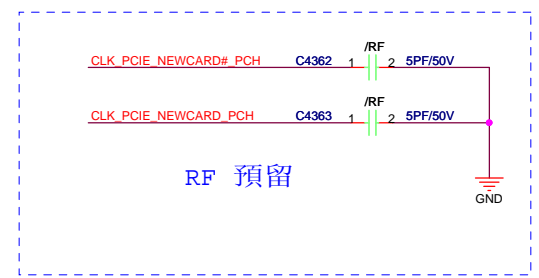 /RF
CLK_PCIE_NEWCARD#_PCH C4362 1 2 5PF/50V
/RF
CLK_PCIE_NEWCARD_PCH C4363 1 2 5PF/50V
RF 預留
GND